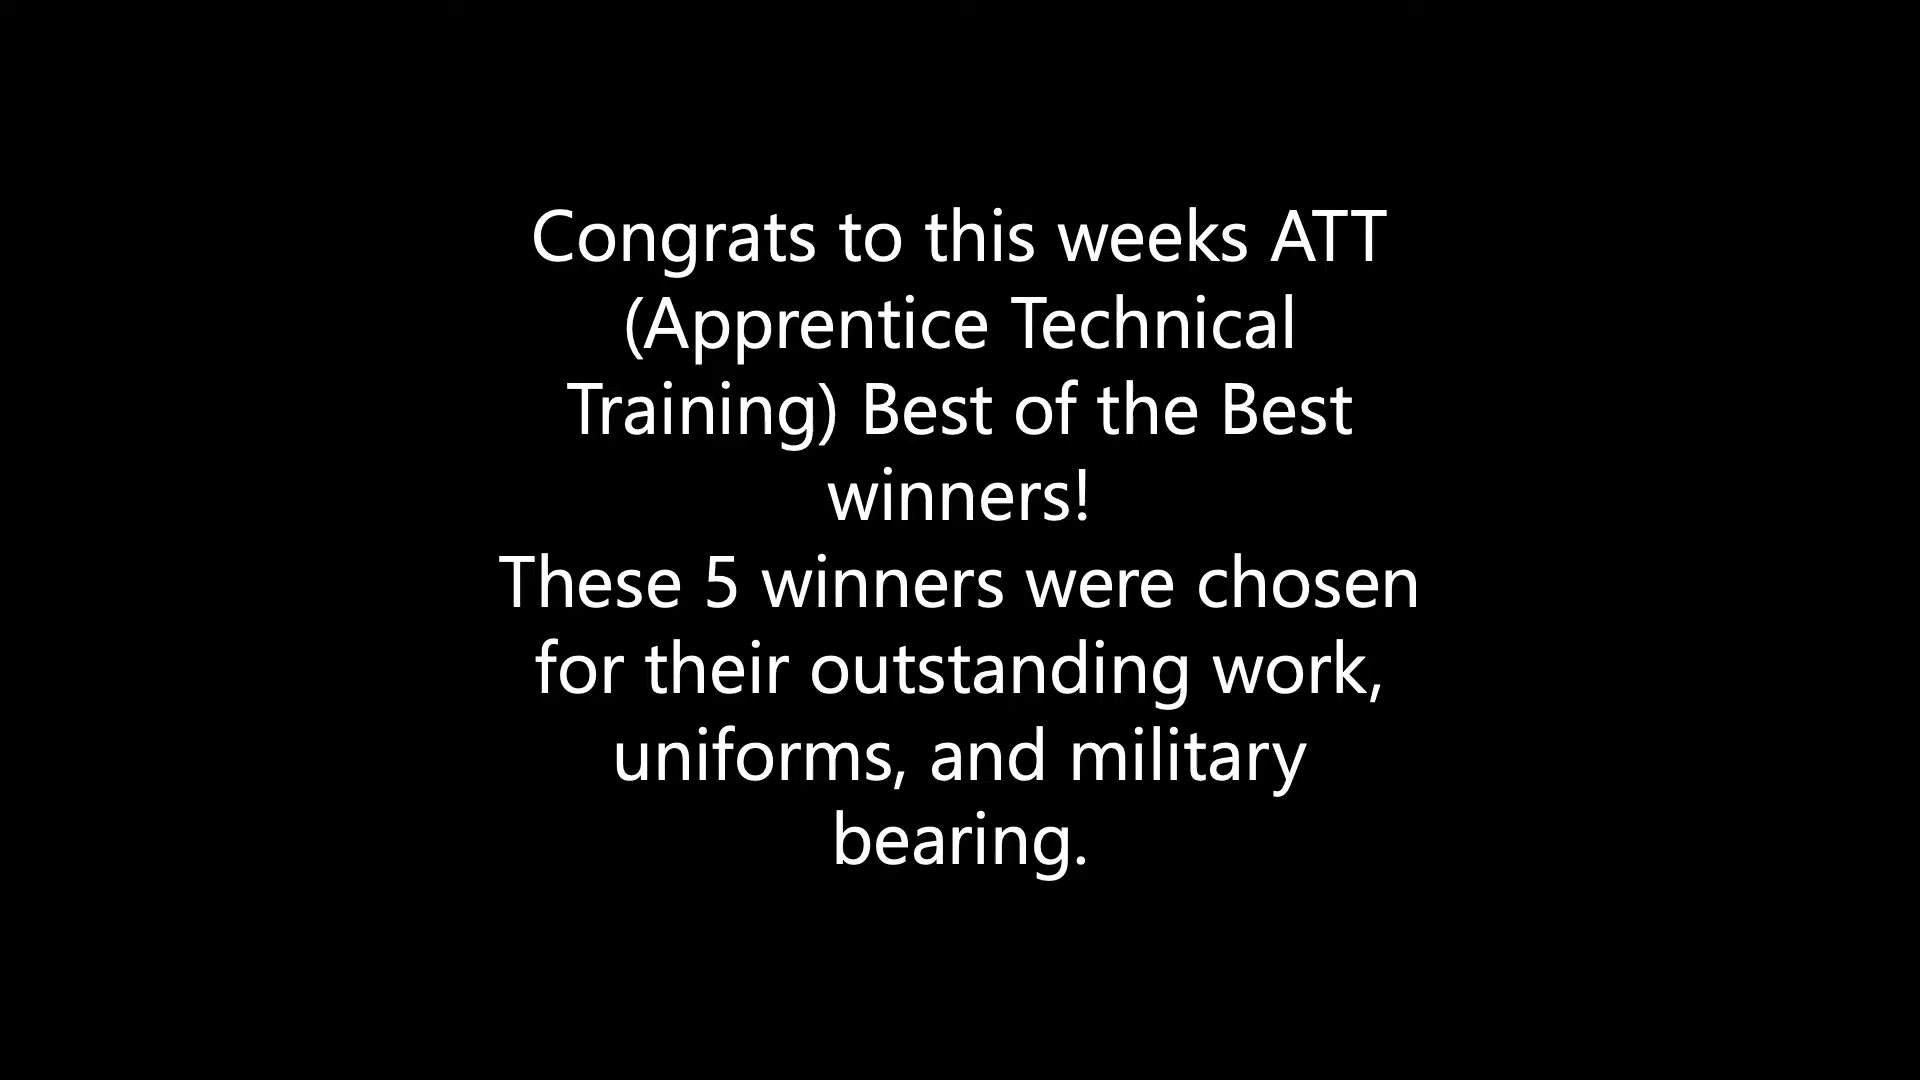 Congrats to this weeks ATT
(Apprentice Technical
Training) Best of the Best
winners!
These 5 winners were chosen
for their outstanding work,
uniforms, and military
bearing.